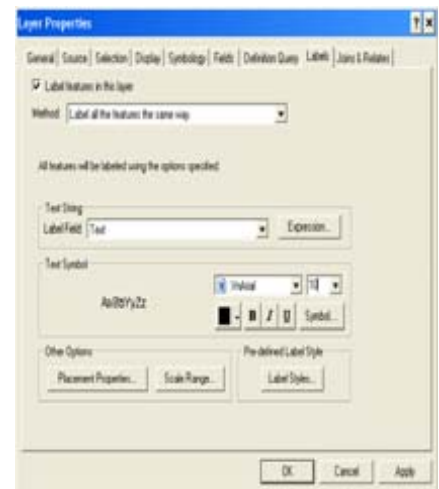 Layer Properties
General Source Selection Display Symbology Fields Definition Query Labels Joins & Relates
Label features in this layer
Method: Label all the features the same way.
All features will be labeled using the options specified.
Text String
Label Field: Text Expression...
Text Symbol
AaBbYyZz
10
B I U Symbol...
Other Options
Pre-defined Label Style
Placement Properties... Scale Range... Label Styles...
OK Cancel Apply